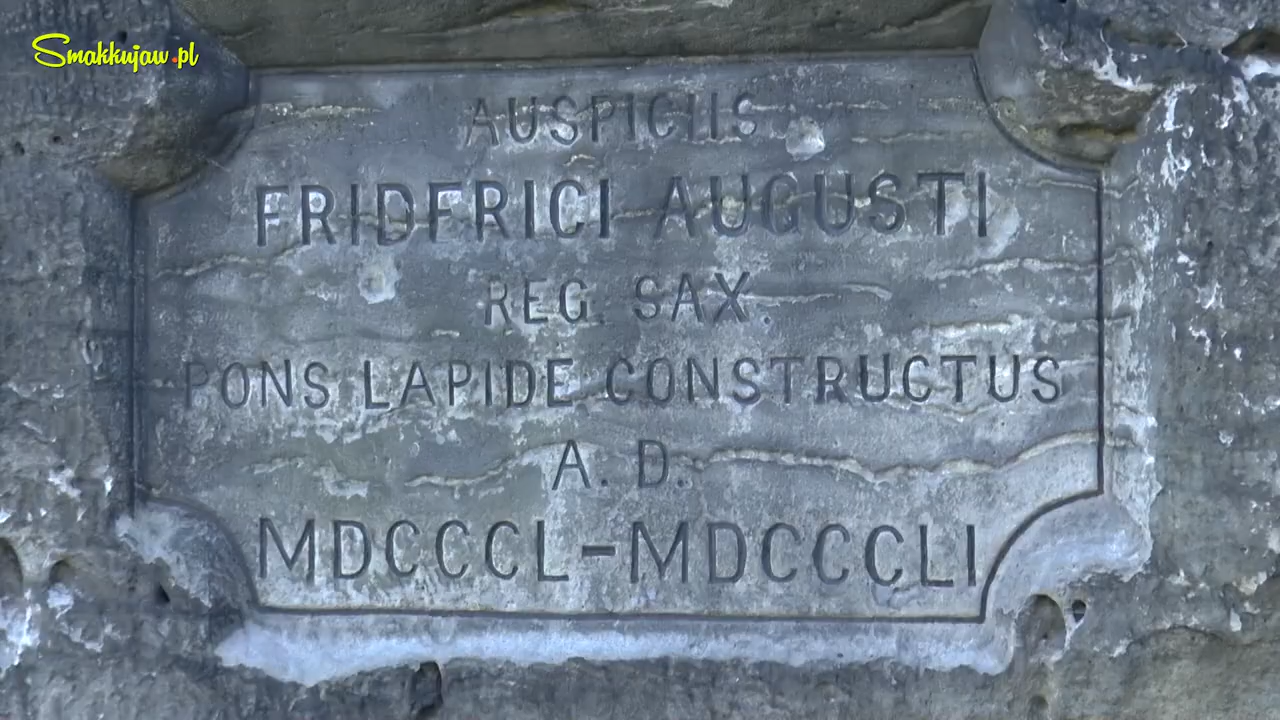 Smakkujaw.pl
AUSPICIIS
FRIDERICI AUGUSTI
REG. SAX.
PONS LAPIDE CONSTRUCTUS
A. D.
MDCCCL-MDCCCLI